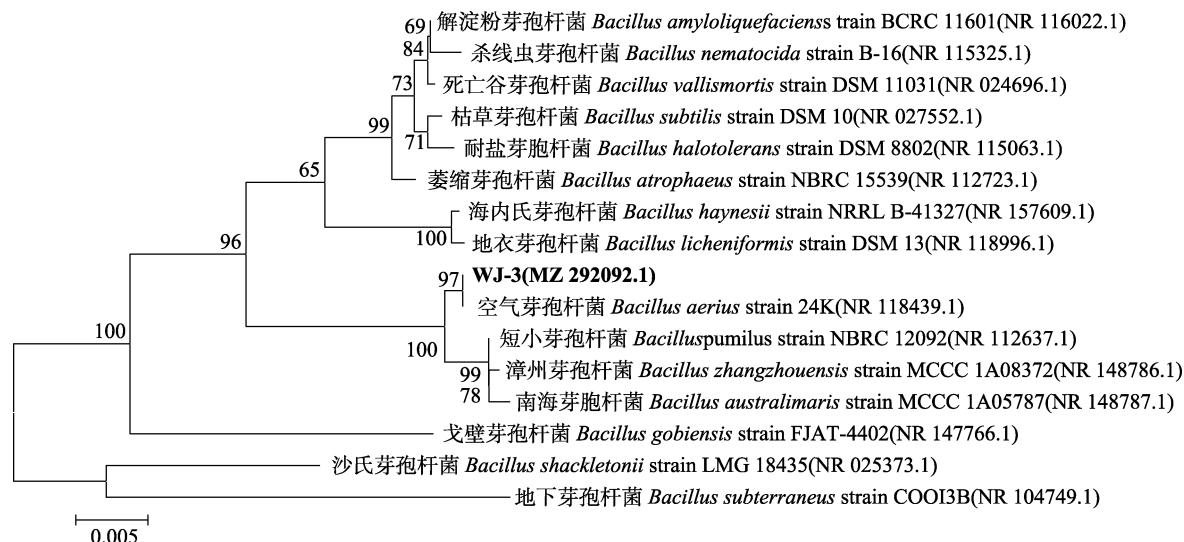 69
解淀粉芽孢杆菌 Bacillus amyloliquefacienss train BCRC 11601(NR 116022.1)
84
杀线虫芽孢杆菌 Bacillus nematocida strain B-16(NR 115325.1)
73
死亡谷芽孢杆菌 Bacillus vallismortis strain DSM 11031(NR 024696.1)
99
枯草芽孢杆菌 Bacillus subtilis strain DSM 10(NR 027552.1)
71
耐盐芽胞杆菌 Bacillus halotolerans strain DSM 8802(NR 115063.1)
65
萎缩芽孢杆菌 Bacillus atrophaeus strain NBRC 15539(NR 112723.1)
海内氏芽孢杆菌 Bacillus haynesii strain NRRL B-41327(NR 157609.1)
96
100
地衣芽孢杆菌 Bacillus licheniformis strain DSM 13(NR 118996.1)
97
WJ-3(MZ 292092.1)
空气芽孢杆菌 Bacillus aerius strain 24K(NR 118439.1)
100
短小芽孢杆菌 Bacilluspumilus strain NBRC 12092(NR 112637.1)
100
99
漳州芽孢杆菌 Bacillus zhangzhouensis strain MCCC 1A08372(NR 148786.1)
78
南海芽胞杆菌 Bacillus australimaris strain MCCC 1A05787(NR 148787.1)
戈壁芽孢杆菌 Bacillus gobiensis strain FJAT-4402(NR 147766.1)
沙氏芽孢杆菌 Bacillus shackletonii strain LMG 18435(NR 025373.1)
地下芽孢杆菌 Bacillus subterraneus strain COOI3B(NR 104749.1)
0.005